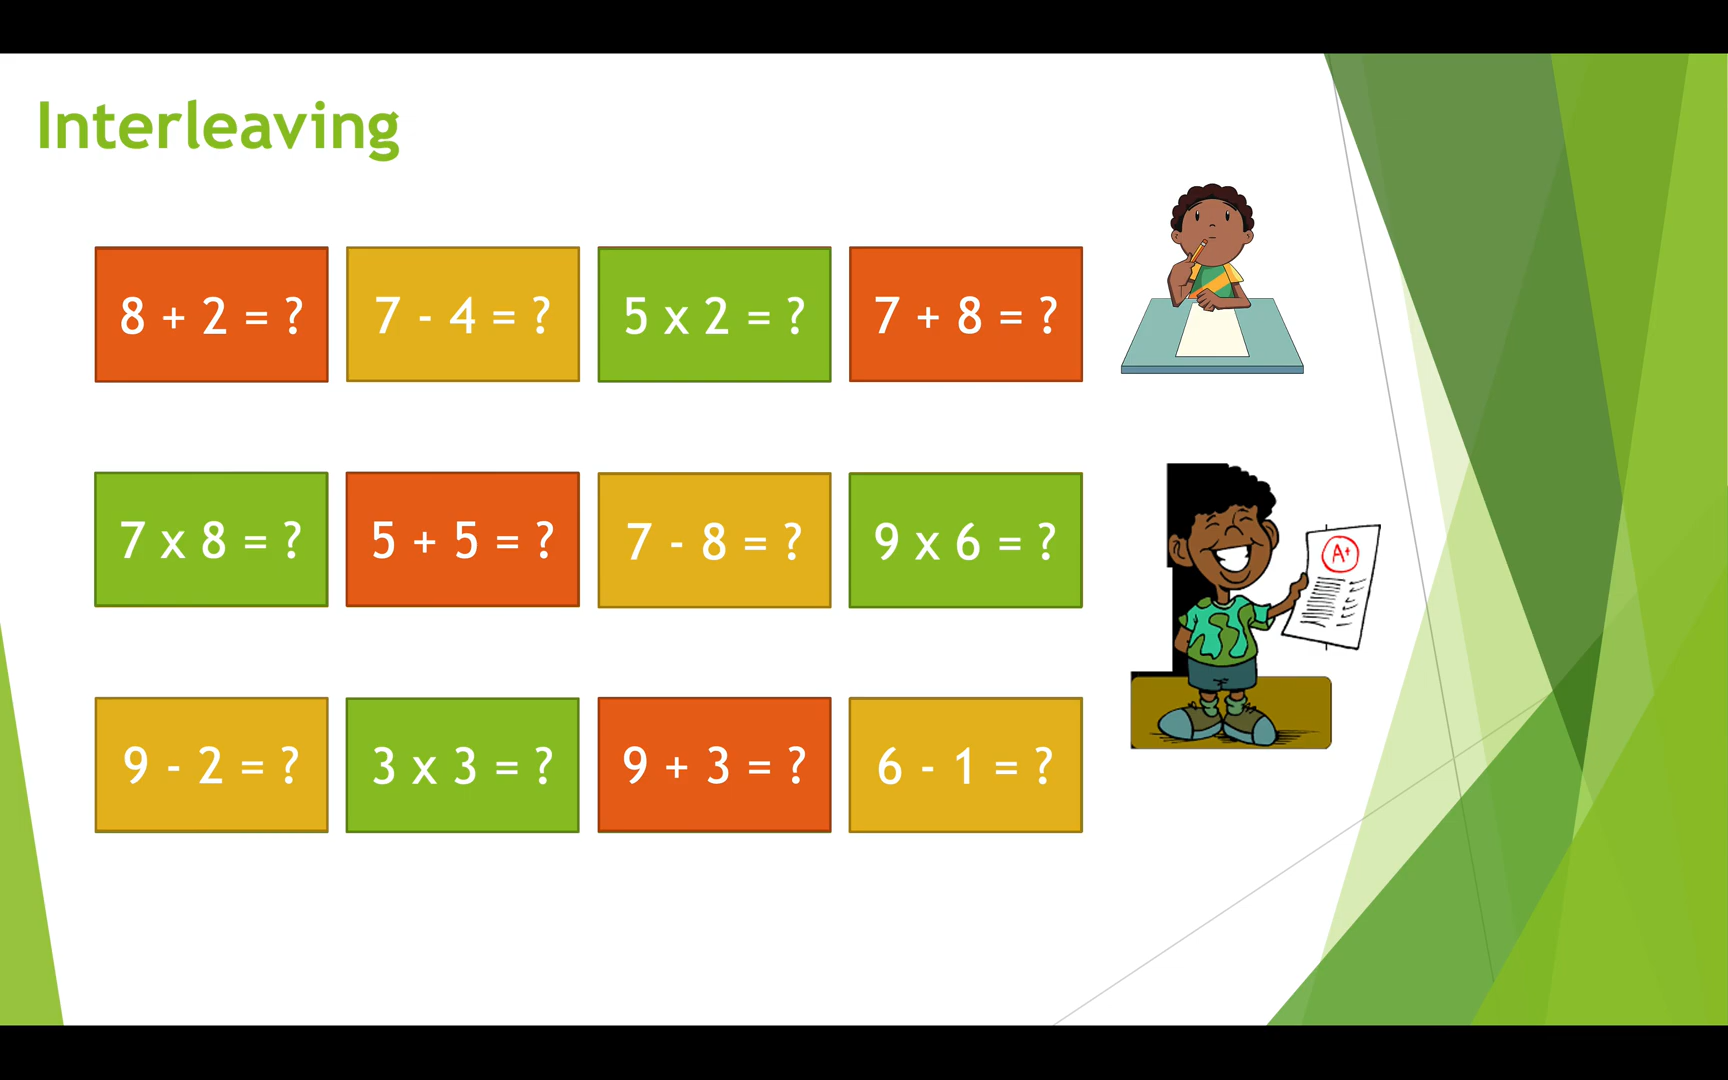 Interleaving
8 + 2 = ?
7 - 4 = ?
5 x 2 = ?
7 + 8 = ?
7 x 8 = ?
5 + 5 = ?
7 - 8 = ?
9 x 6 = ?
A+
9 - 2 = ?
3 x 3 = ?
9 + 3 = ?
6 - 1 = ?